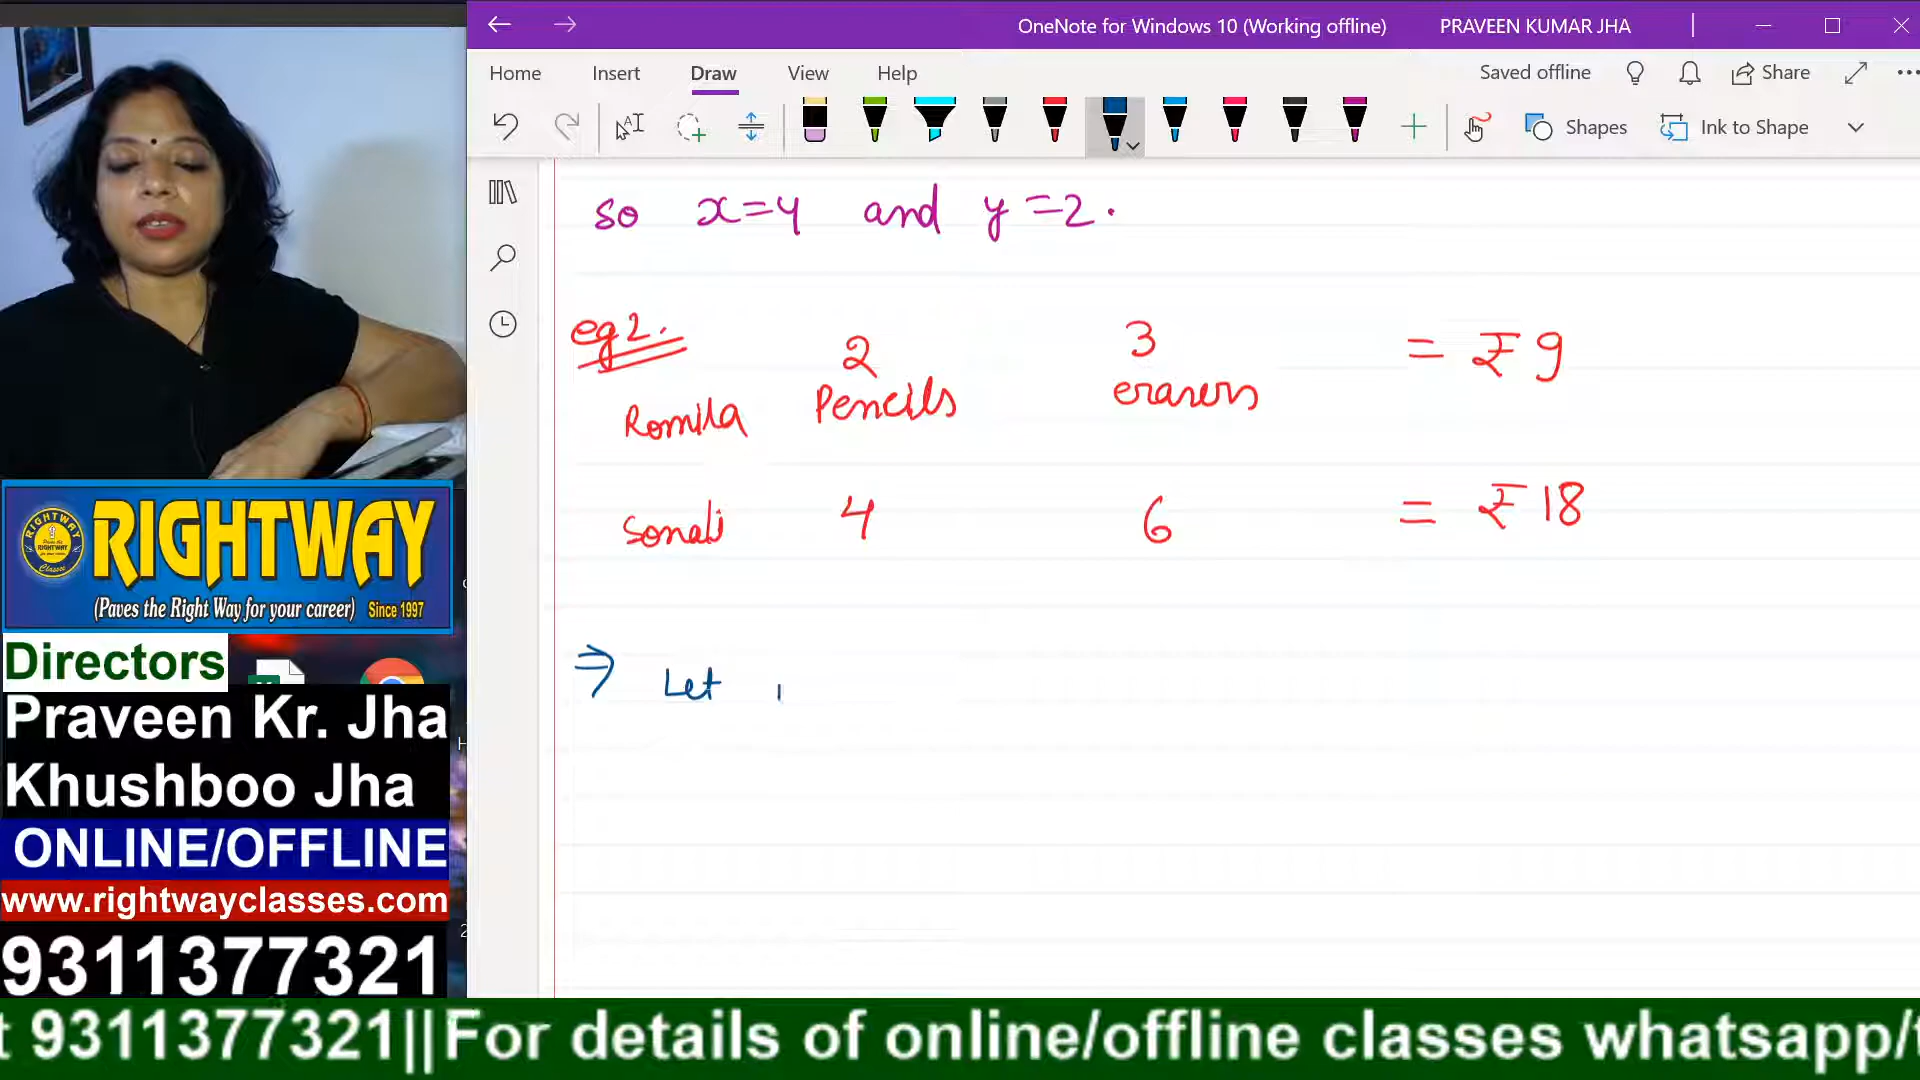 OneNote for Windows 10 (Working offline) PRAVEEN KUMAR JHA
Home Insert Draw View Help
Saved offline Share
Shapes Ink to Shape
so x=4 and y=2.
eg2. 2 3 = ₹9
Romila Pencils erasers
Sonali 4 6 = ₹18
⇒ Let
RIGHTWAY
Classes
RIGHTWAY
(Paves the Right Way for your career) Since 1997
Directors
Praveen Kr. Jha
Khushboo Jha
ONLINE/OFFLINE
www.rightwayclasses.com
9311377321
t 9311377321||For details of online/offline classes whatsapp/t